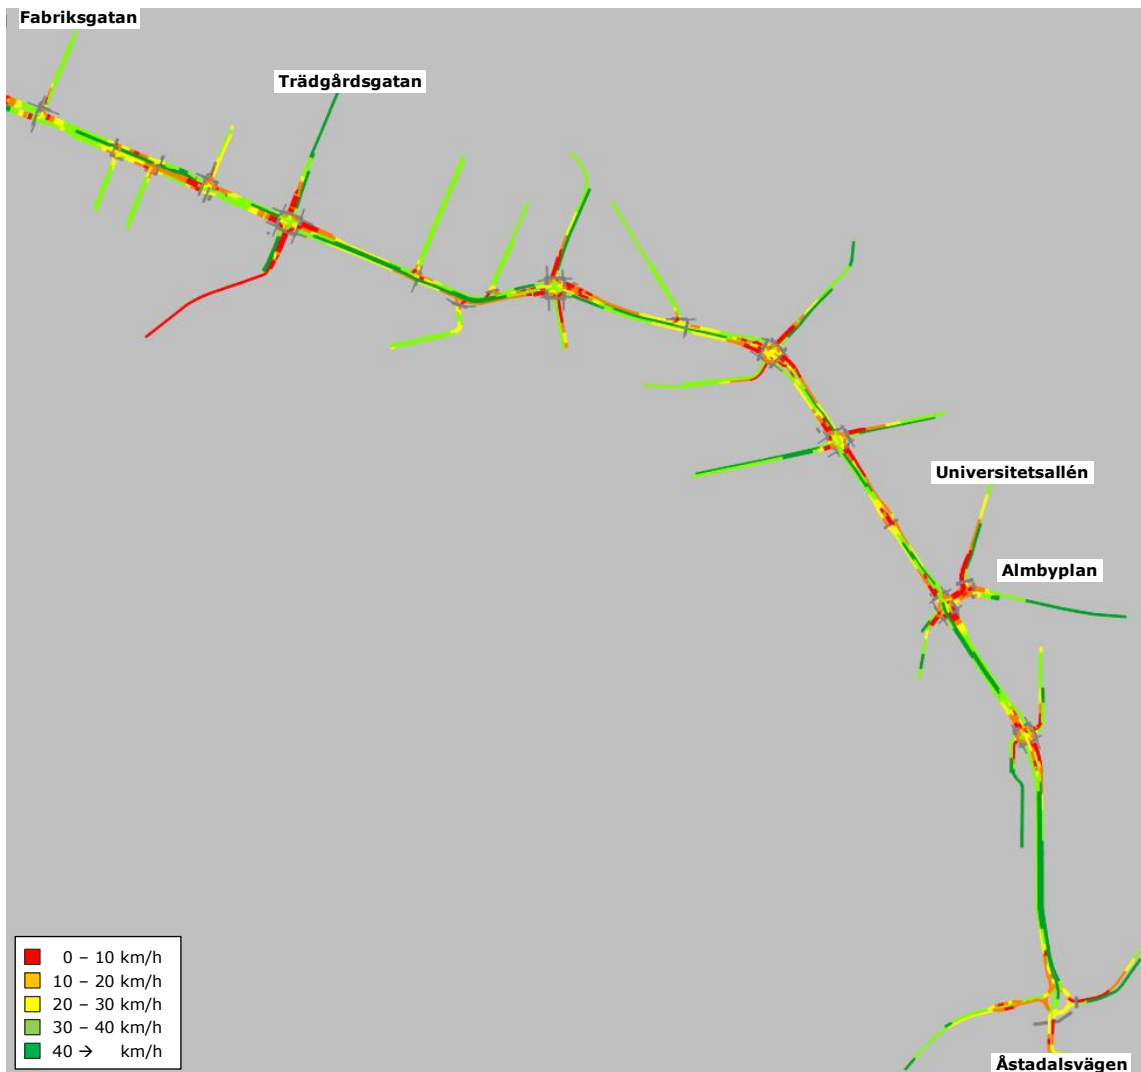 Fabriksgatan
Trädgårdsgatan
Universitetsallén
Almbyplan
0 – 10 km/h
10 – 20 km/h
20 – 30 km/h
30 – 40 km/h
40 → km/h
Åstadalsvägen